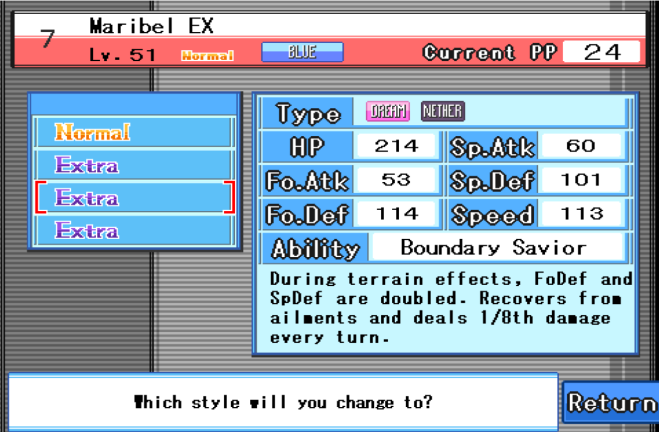 7 Maribel EX
Lv. 51 Normal BLUE Current PP 24
Normal
Extra
Extra
Extra
Type DREAM NETHER
HP 214 Sp.Atk 60
Fo.Atk 53 Sp.Def 101
Fo.Def 114 Speed 113
Ability Boundary Savior
During terrain effects, FoDef and
SpDef are doubled. Recovers from
ailments and deals 1/8th damage
every turn.
Which style will you change to?
Return